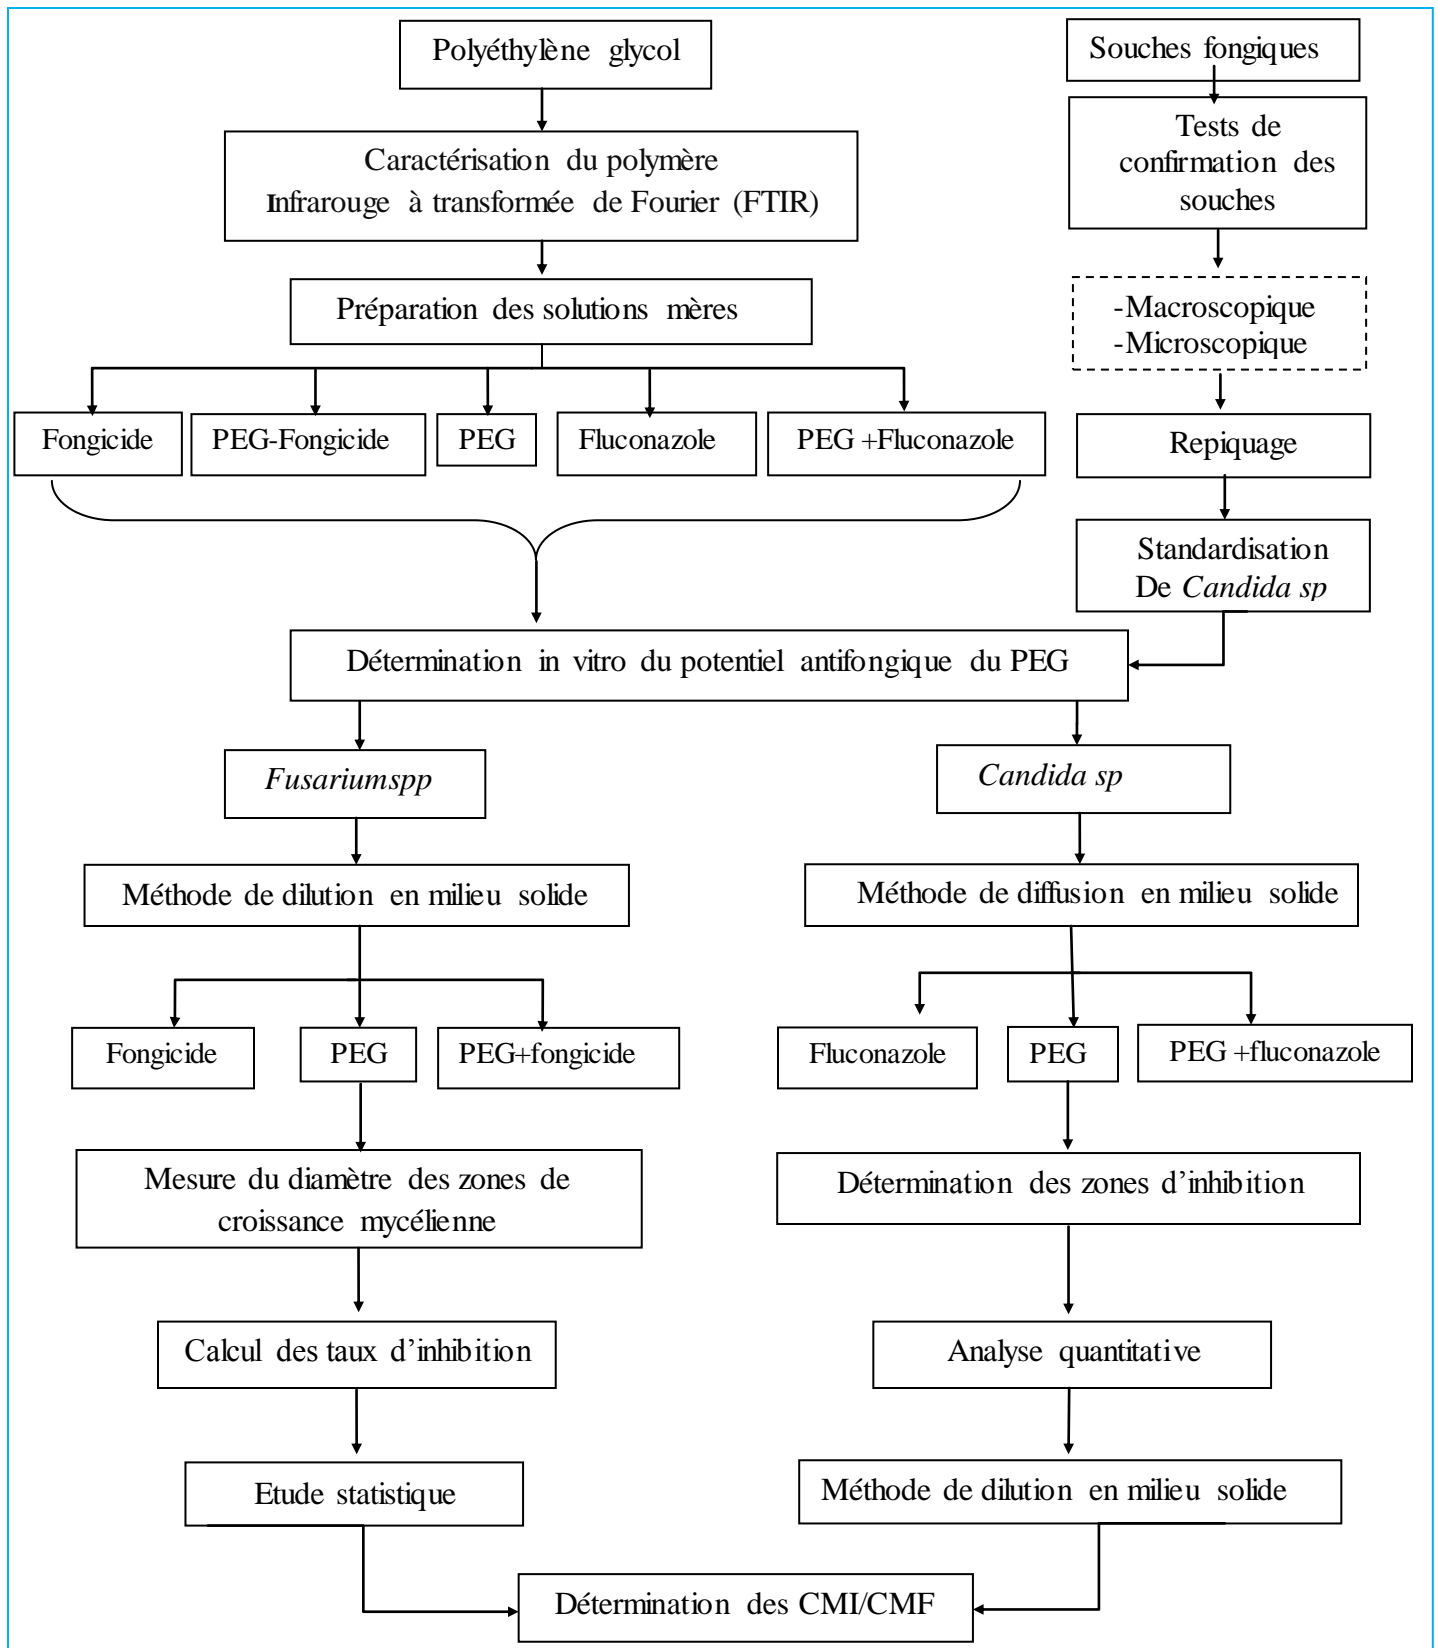 Polyéthylène glycol
Souches fongiques
Caractérisation du polymère
Infrarouge à transformée de Fourier (FTIR)
Tests de
confirmation des
souches
Préparation des solutions mères
-Macroscopique
-Microscopique
Fongicide
PEG-Fongicide
PEG
Fluconazole
PEG +Fluconazole
Repiquage
Standardisation
De Candida sp
Détermination in vitro du potentiel antifongique du PEG
Fusariumspp
Candida sp
Méthode de dilution en milieu solide
Méthode de diffusion en milieu solide
Fongicide
PEG
PEG+fongicide
Fluconazole
PEG
PEG +fluconazole
Mesure du diamètre des zones de
croissance mycélienne
Détermination des zones d’inhibition
Calcul des taux d’inhibition
Analyse quantitative
Etude statistique
Méthode de dilution en milieu solide
Détermination des CMI/CMF